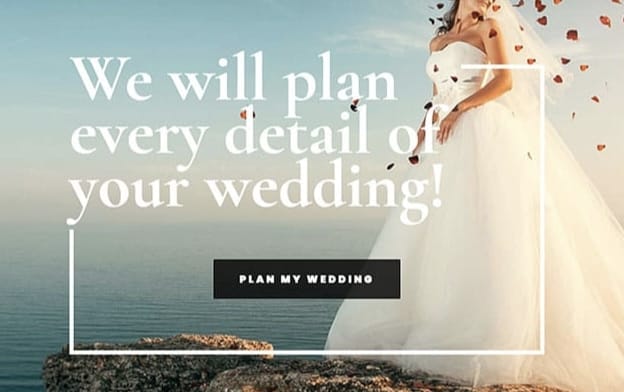 We will plan
every detail of
your wedding!
PLAN MY WEDDING